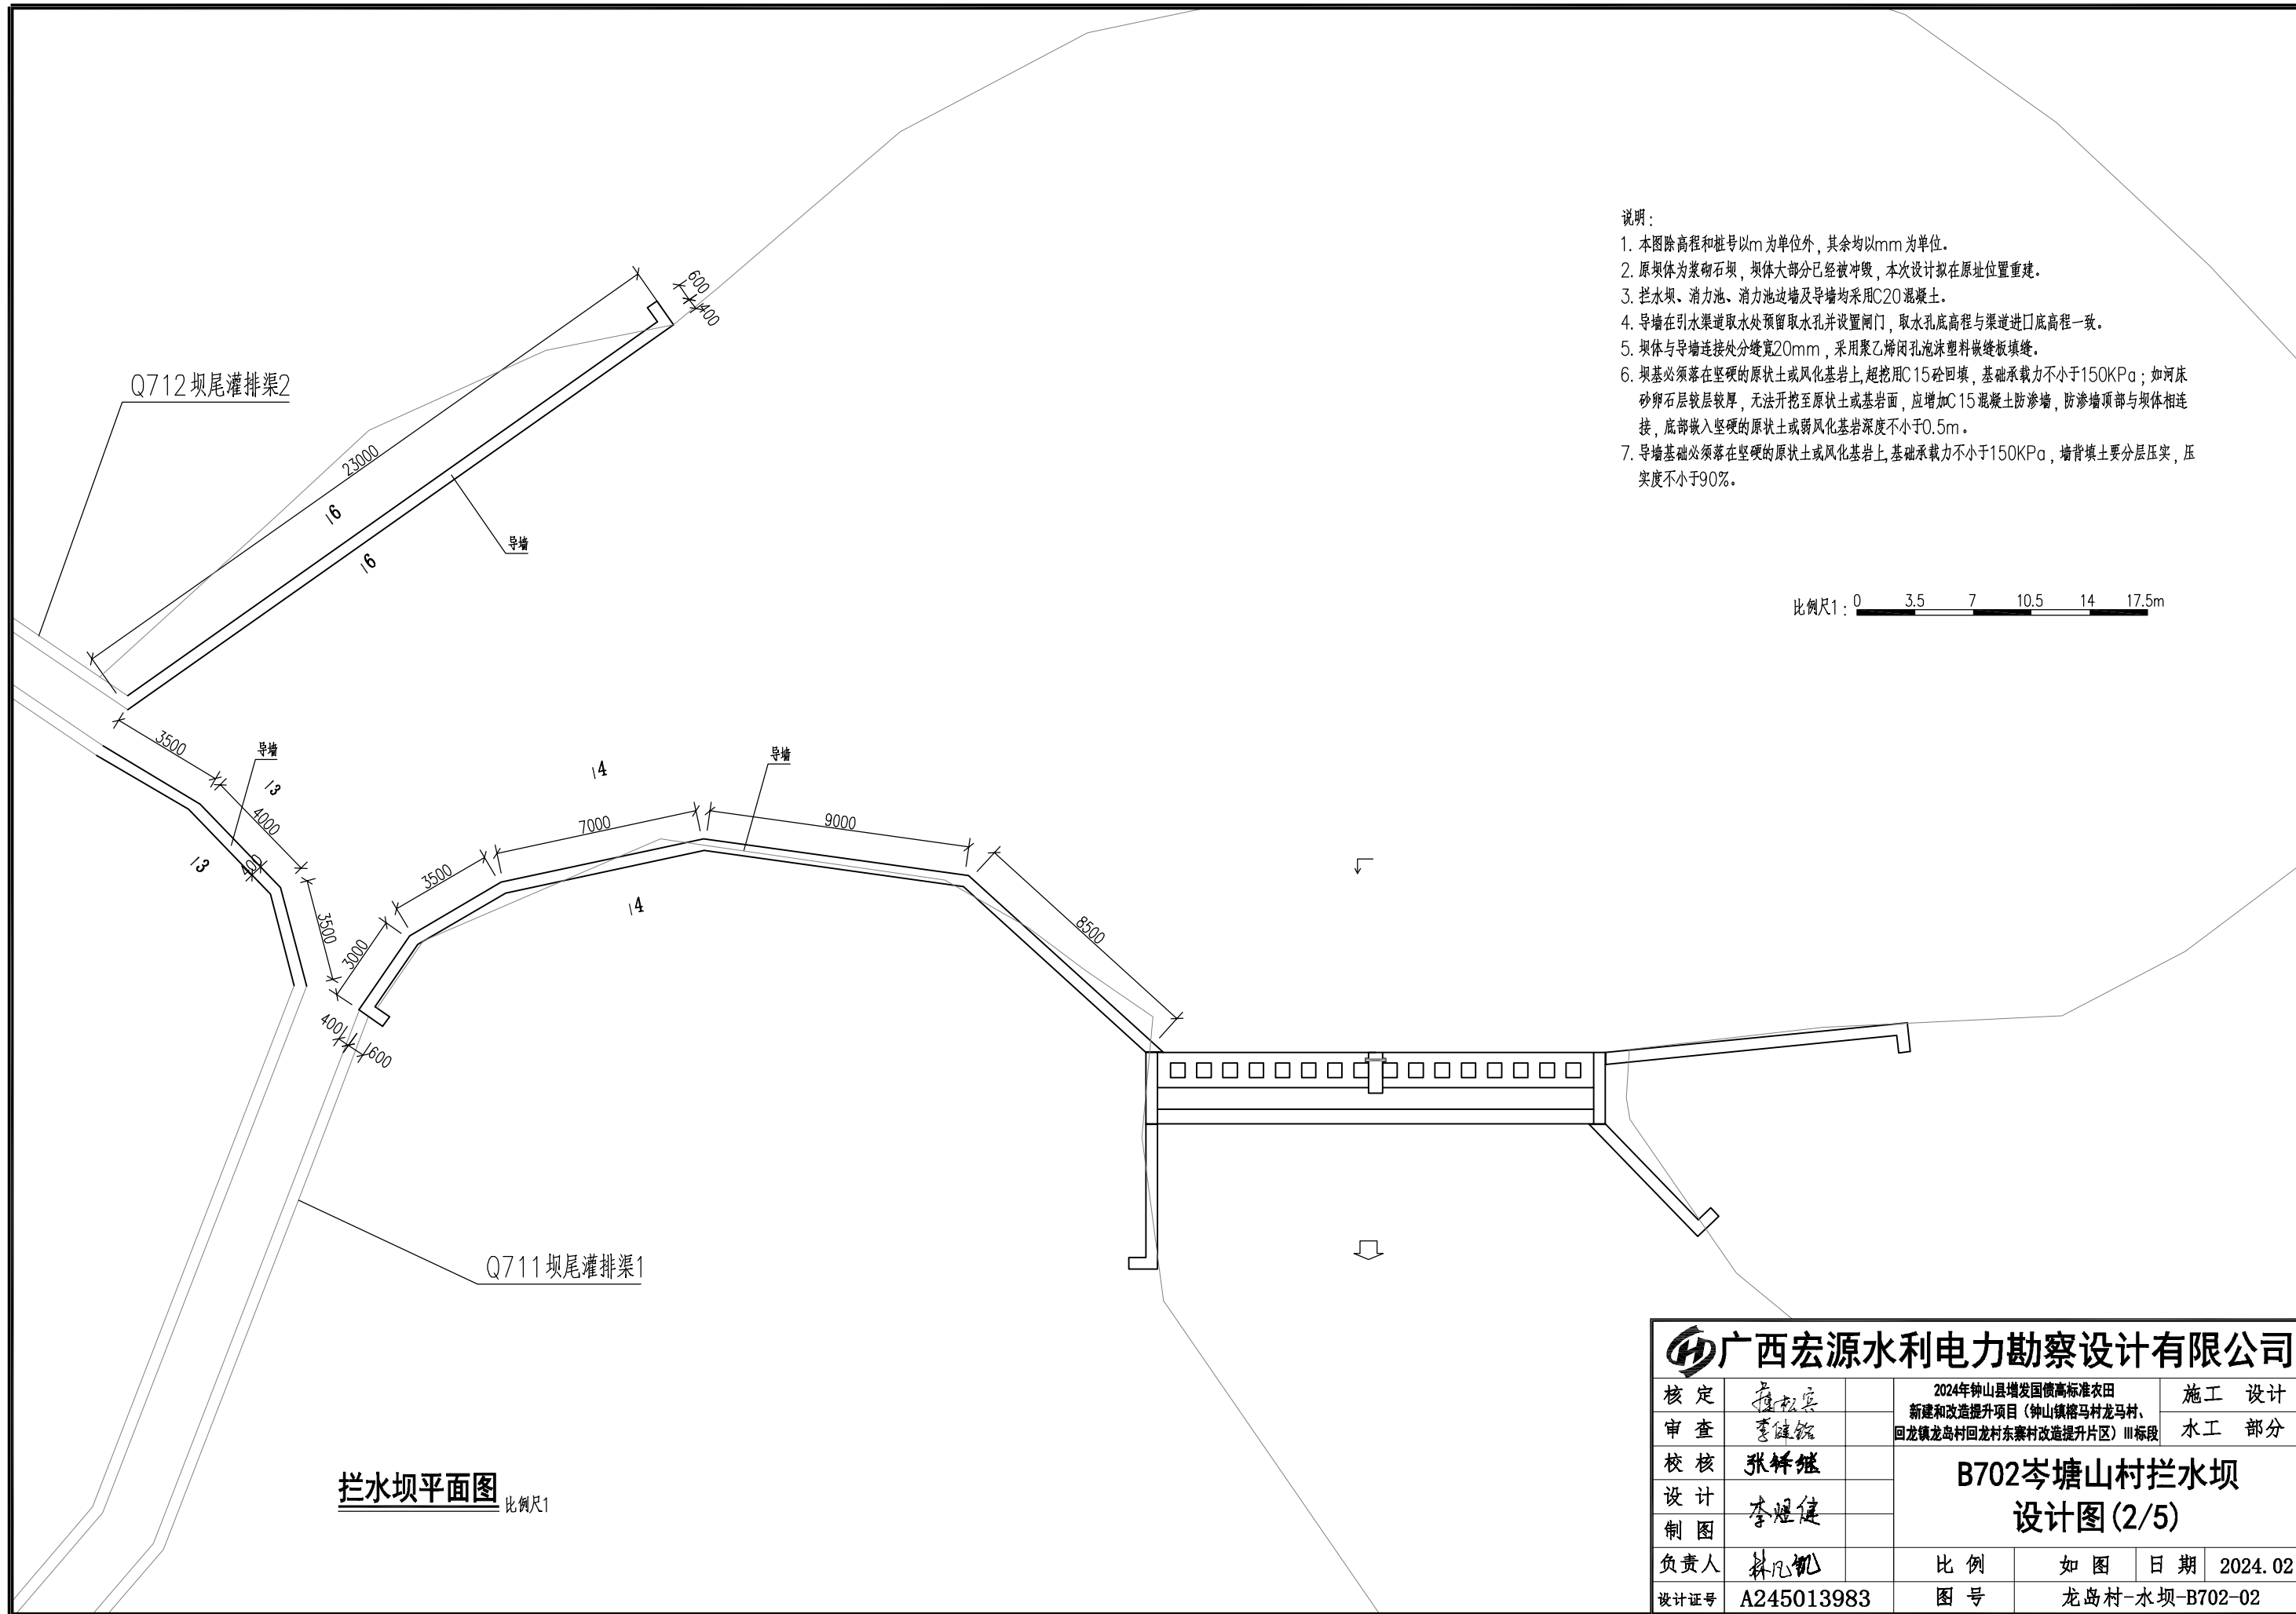 说明：
1. 本图除高程和桩号以m为单位外，其余均以mm为单位。
2. 原坝体为浆砌石坝，坝体大部分已经被冲毁，本次设计拟在原址位置重建。
3. 拦水坝、消力池、消力池边墙及导墙均采用C20混凝土。
4. 导墙在引水渠道取水处预留取水孔并设置闸门，取水孔底高程与渠道进口底高程一致。
5. 坝体与导墙连接处分缝宽20mm，采用聚乙烯闭孔泡沫塑料嵌缝板填缝。
6. 坝基必须落在坚硬的原状土或风化基岩上，超挖用C15砼回填，基础承载力不小于150KPa；如河床
砂卵石层较层较厚，无法开挖至原状土或基岩面，应增加C15混凝土防渗墙，防渗墙顶部与坝体相连
接，底部嵌入坚硬的原状土或弱风化基岩深度不小于0.5m。
7. 导墙基础必须落在坚硬的原状土或风化基岩上，基础承载力不小于150KPa，墙背填土要分层压实，压
实度不小于90%。
比例尺1：0 3.5 7 10.5 14 17.5m
600
400
Q712坝尾灌排渠2
23000
6
6
导墙
3500
导墙
3
4000
3
400
3500
3000
3500
4
7000
导墙
9000
4
8500
400
600
Q711坝尾灌排渠1
拦水坝平面图 比例尺1
广西宏源水利电力勘察设计有限公司
核定
审查
校核
设计
制图
负责人
设计证号 A245013983
2024年钟山县增发国债高标准农田
新建和改造提升项目（钟山镇榕马村龙马村、
回龙镇龙岛村回龙村东寨村改造提升片区）III标段
施工 设计
水工 部分
B702岑塘山村拦水坝
设计图(2/5)
比例 如图 日期 2024.02
图号 龙岛村-水坝-B702-02